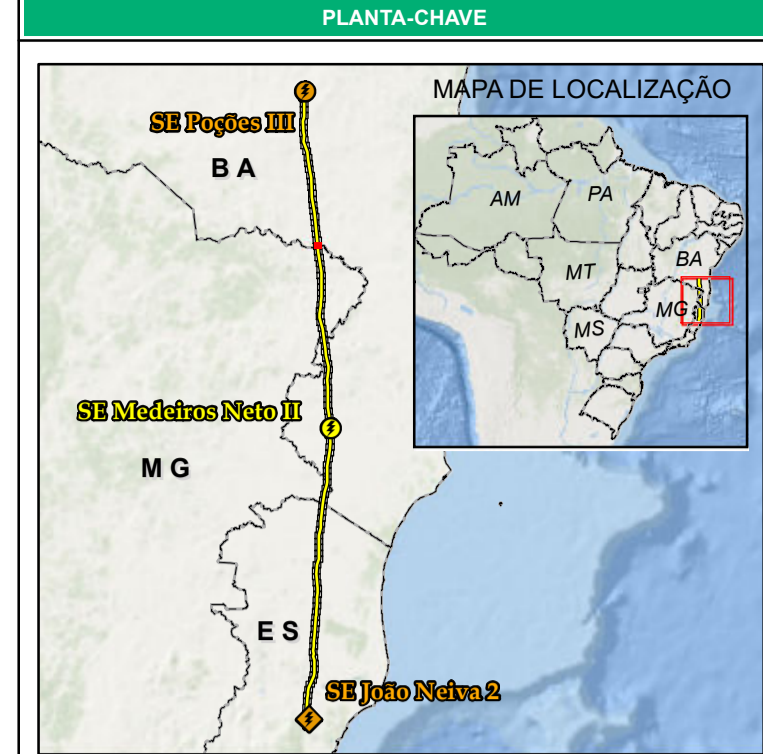 PLANTA-CHAVE
MAPA DE LOCALIZAÇÃO
SE Poções III
B A
AM
PA
MT
BA
MG
MS
SE Medeiros Neto II
M G
E S
SE João Neiva 2